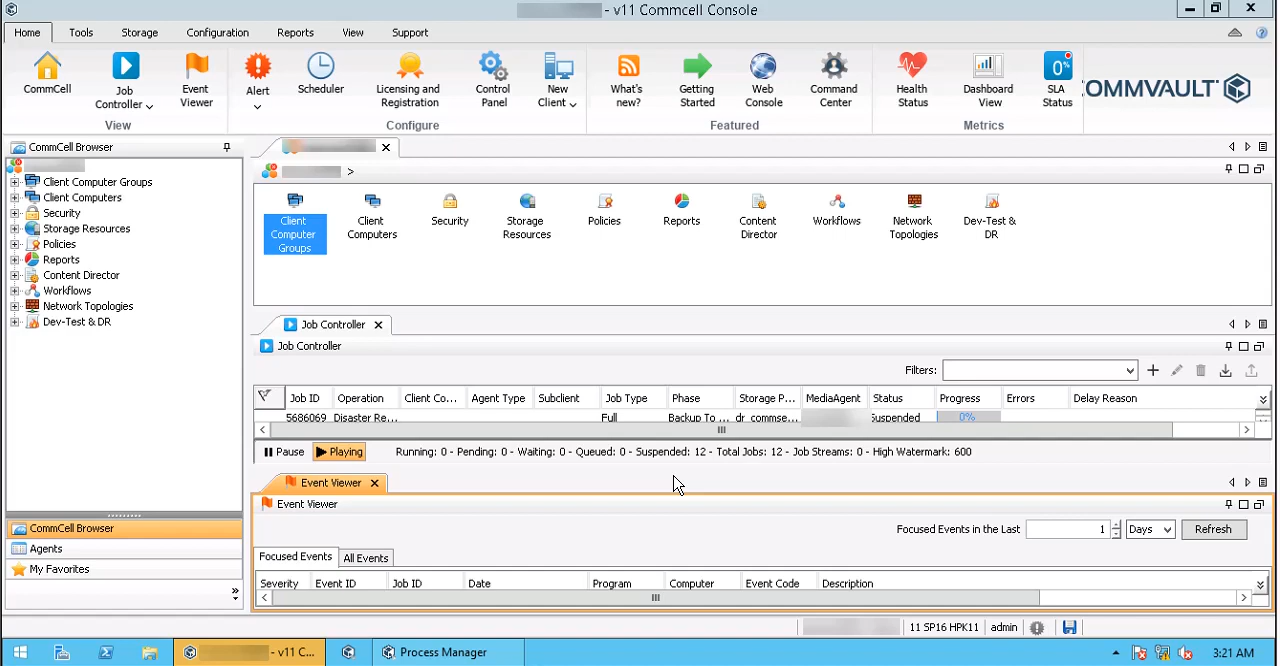 - v11 Commcell Console
Home Tools Storage Configuration Reports View Support
CommCell
Job Controller
Event Viewer
View
Alert
Scheduler
Licensing and Registration
Control Panel
New Client
Configure
What's new?
Getting Started
Web Console
Command Center
Featured
Health Status
Dashboard View
0%
SLA Status
Metrics
OMMVAULT
CommCell Browser
Client Computer Groups
Client Computers
Security
Storage Resources
Policies
Reports
Content Director
Workflows
Network Topologies
Dev-Test & DR
CommCell Browser
Agents
My Favorites
>
Client Computer Groups
Client Computers
Security
Storage Resources
Policies
Reports
Content Director
Workflows
Network Topologies
Dev-Test & DR
Job Controller
Job Controller
Filters:
Job ID Operation Client Co... Agent Type Subclient Job Type Phase Storage P... MediaAgent Status Progress Errors Delay Reason
5686069 Disaster Re... Full Backup To ... dr_commse... Suspended 0%
Pause Playing Running: 0 - Pending: 0 - Waiting: 0 - Queued: 0 - Suspended: 12 - Total Jobs: 12 - Job Streams: 0 - High Watermark: 600
Event Viewer
Event Viewer
Focused Events in the Last 1 Days Refresh
Focused Events All Events
Severity Event ID Job ID Date Program Computer Event Code Description
11 SP16 HPK11 admin
- v11 C... Process Manager 3:21 AM